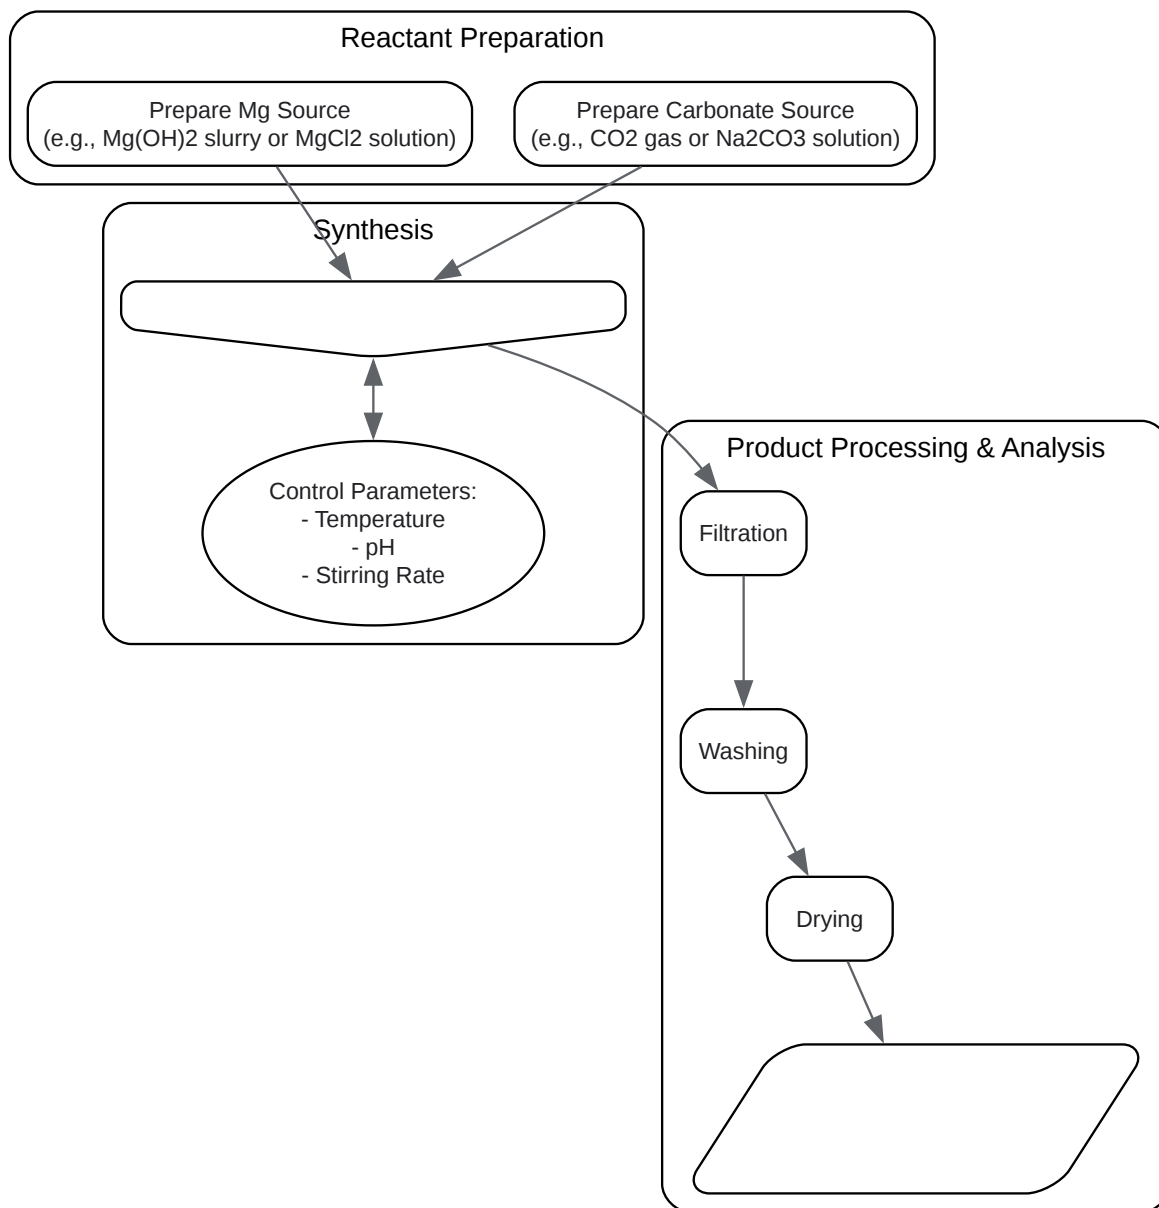 Reactant Preparation
Prepare Mg Source
(e.g., Mg(OH)2 slurry or MgCl2 solution)
Prepare Carbonate Source
(e.g., CO2 gas or Na2CO3 solution)
Synthesis
Control Parameters:
- Temperature
- pH
- Stirring Rate
Product Processing & Analysis
Filtration
Washing
Drying